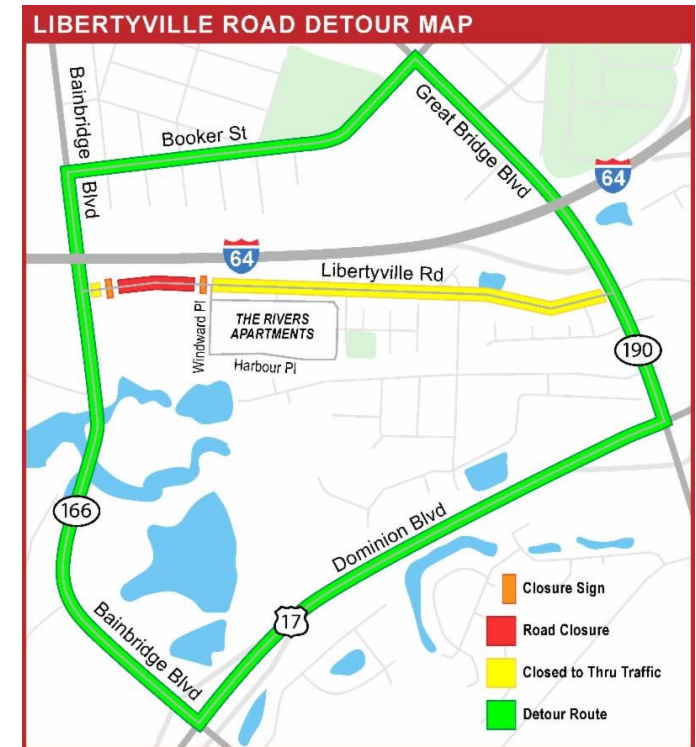 LIBERTYVILLE ROAD DETOUR MAP
Bainbridge Blvd
Booker St
Great Bridge Blvd
64
64
Libertyville Rd
Windward Pl
THE RIVERS
APARTMENTS
Harbour Pl
190
166
Dominion Blvd
17
Bainbridge Blvd
Closure Sign
Road Closure
Closed to Thru Traffic
Detour Route